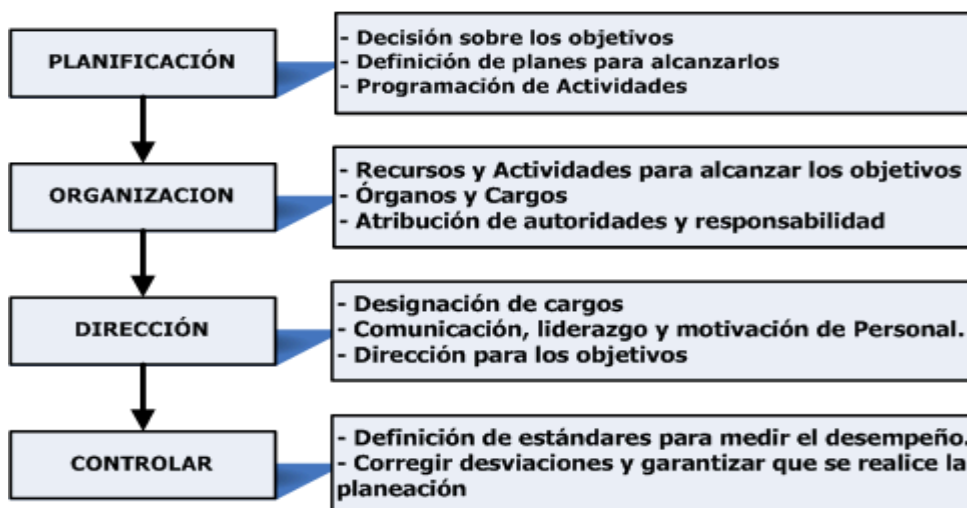 PLANIFICACIÓN
- Decisión sobre los objetivos
- Definición de planes para alcanzarlos
- Programación de Actividades
ORGANIZACION
- Recursos y Actividades para alcanzar los objetivos
- Órganos y Cargos
- Atribución de autoridades y responsabilidad
DIRECCIÓN
- Designación de cargos
- Comunicación, liderazgo y motivación de Personal.
- Dirección para los objetivos
CONTROLAR
- Definición de estándares para medir el desempeño.
- Corregir desviaciones y garantizar que se realice la
planeación